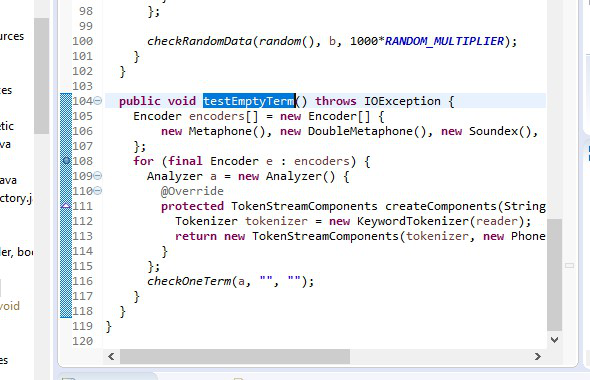 urces
es
etic
va
ava
ctory.j
ler, boo
void
es
98 };
99
100 checkRandomData(random(), b, 1000*RANDOM_MULTIPLIER);
101 }
102 }
103
104 public void testEmptyTerm() throws IOException {
105 Encoder encoders[] = new Encoder[] {
106 new Metaphone(), new DoubleMetaphone(), new Soundex(),
107 };
108 for (final Encoder e : encoders) {
109 Analyzer a = new Analyzer() {
110 @Override
111 protected TokenStreamComponents createComponents(String
112 Tokenizer tokenizer = new KeywordTokenizer(reader);
113 return new TokenStreamComponents(tokenizer, new Phone
114 }
115 };
116 checkOneTerm(a, "", "");
117 }
118 }
119 }
120